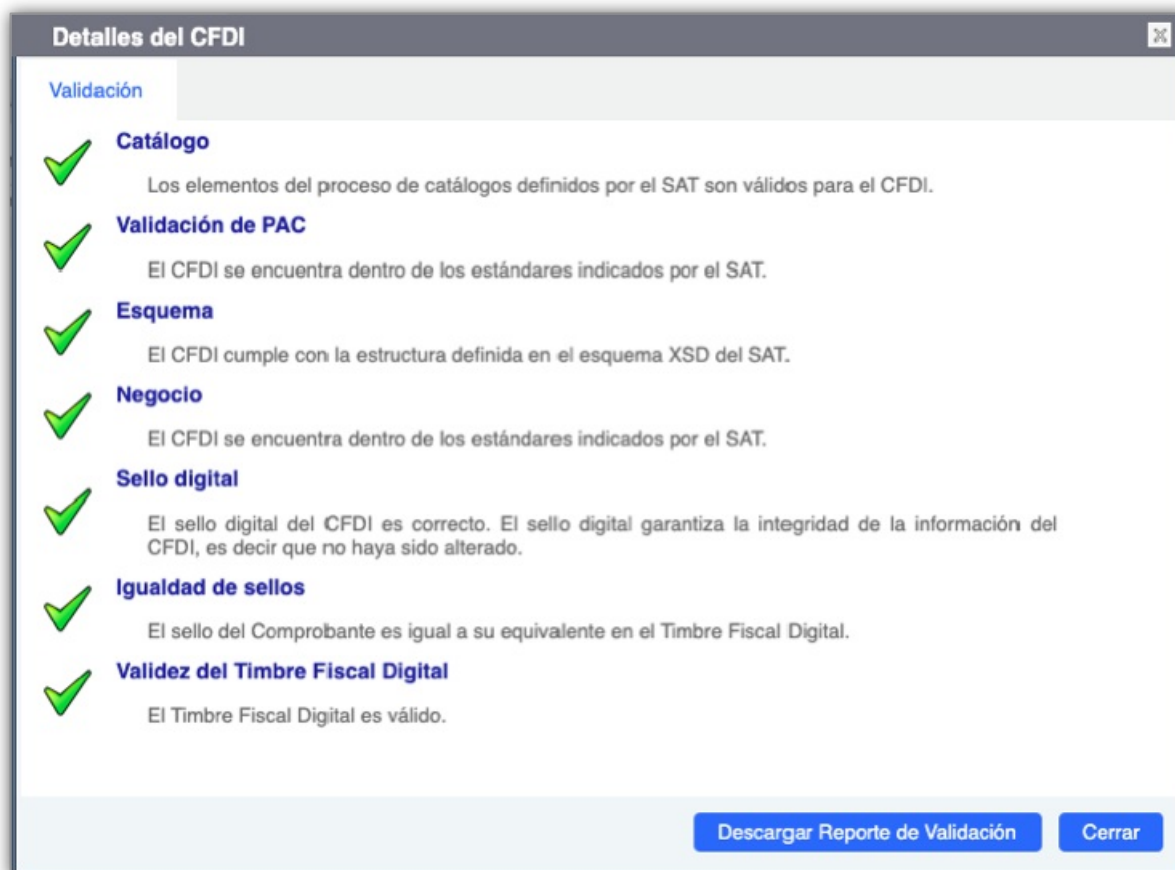 Detalles del CFDI
Validación
Catálogo
Los elementos del proceso de catálogos definidos por el SAT son válidos para el CFDI.
Validación de PAC
El CFDI se encuentra dentro de los estándares indicados por el SAT.
Esquema
El CFDI cumple con la estructura definida en el esquema XSD del SAT.
Negocio
El CFDI se encuentra dentro de los estándares indicados por el SAT.
Sello digital
El sello digital del CFDI es correcto. El sello digital garantiza la integridad de la información del
CFDI, es decir que no haya sido alterado.
Igualdad de sellos
El sello del Comprobante es igual a su equivalente en el Timbre Fiscal Digital.
Validez del Timbre Fiscal Digital
El Timbre Fiscal Digital es válido.
Descargar Reporte de Validación
Cerrar